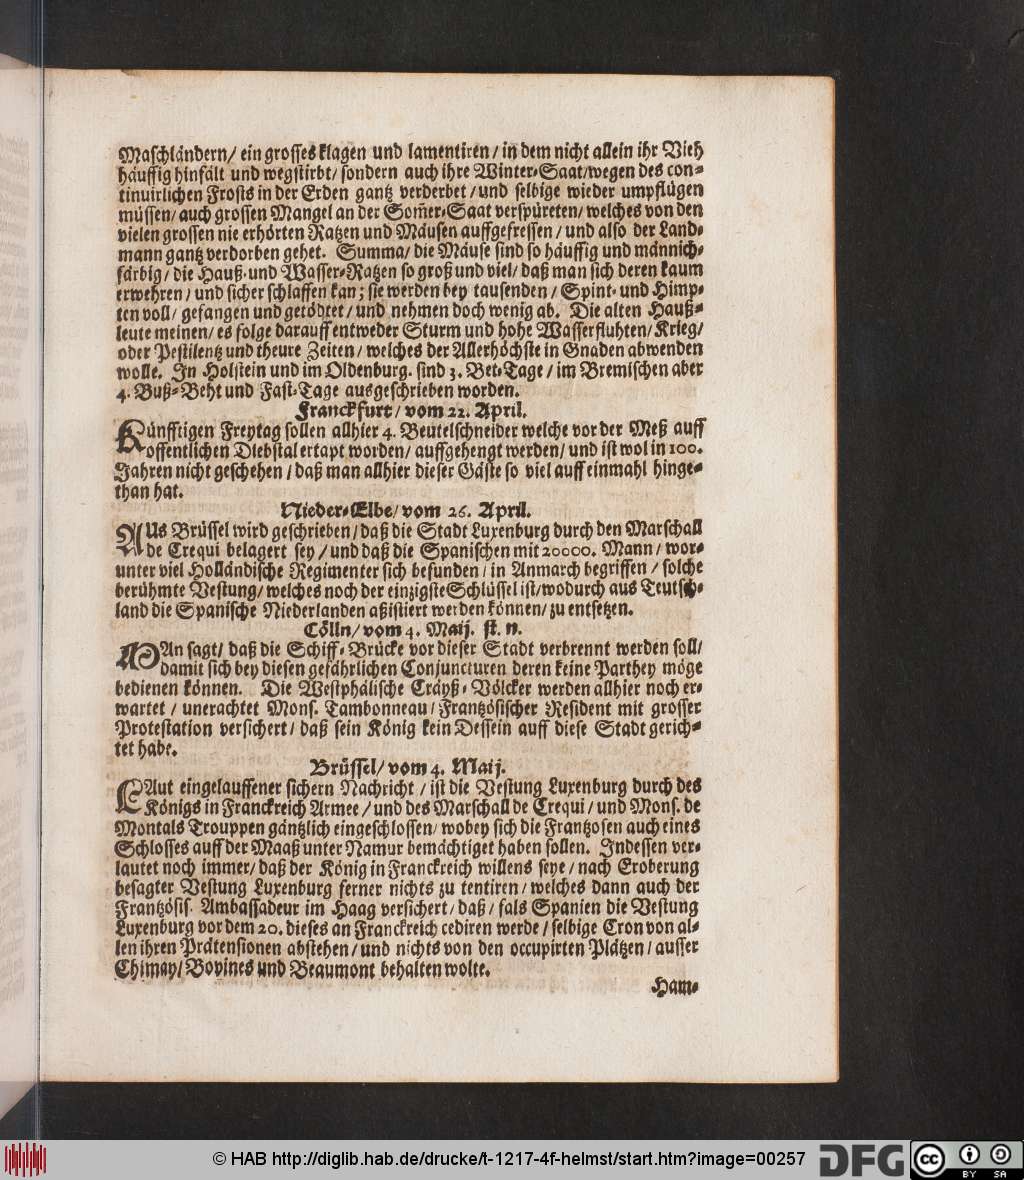 Maschländern/ ein grosses klagen und lamentiren/ in dem nicht allein ihr Vieh
häuffig hinfält und wegstirbt/ sondern auch ihre Winter-Saat/wegen des con-
tinuirlichen Frosts in der Erden gantz verderbet/und selbige wieder umpflügen
müssen/ auch grossen Mangel an der Som̃er-Saat verspüreten/ welches von den
vielen grossen nie erhörten Ratzen und Mäusen auffgefressen/ und also der Land-
mann gantz verdorben gehet. Summa/ die Mäuse sind so häuffig und männich-
färbig/ die Hauß- und Wasser-Ratzen so groß und viel/ daß man sich deren kaum
erwehren/ und sicher schlaffen kan; sie werden bey tausenden/ Spint- und Himp-
ten voll/ gefangen und getödtet/ und nehmen doch wenig ab. Die alten Hauß-
leute meinen/ es folge darauff entweder Sturm und hohe Wasserfluhten/ Krieg/
oder Pestilentz und theure Zeiten/ welches der Allerhöchste in Gnaden abwenden
wolle. In Holstein und im Oldenburg. sind 3. Bet-Tage/ im Bremischen aber
4. Buß-Beht und Fast-Tage ausgeschrieben worden.
Franckfurt/ vom 22. April.
Künfftigen Freytag sollen allhier 4. Beutelschneider welche vor der Meß auff
offentlichen Diebstal ertapt worden/ auffgehengt werden/ und ist wol in 100.
Jahren nicht geschehen/ daß man allhier dieser Gäste so viel auff einmahl hinge-
than hat.
Nieder-Elbe/ vom 26. April.
AUs Brüssel wird geschrieben/ daß die Stadt Luxenburg durch den Marschall
de Crequi belagert sey/ und daß die Spanischen mit 20000. Mann/ wor-
unter viel Holländische Regimenter sich befunden/ in Anmarch begriffen/ solche
berühmte Vestung/ welches noch der einzigste Schlüssel ist/wodurch aus Teutsch-
land die Spanische Niederlanden aßistiert werden können/ zu entsetzen.
Cölln/ vom 4. Maij. st. n.
MAn sagt/ daß die Schiff-Brücke vor dieser Stadt verbrennt werden soll/
damit sich bey diesen gefährlichen Conjuncturen deren keine Parthey möge
bedienen können. Die Westphälische Cräyß-Völcker werden allhier noch er-
wartet/ unerachtet Mons. Tambonneau/ Frantzösischer Resident mit grosser
Protestation versichert/ daß sein König kein Dessein auff diese Stadt gerich-
tet habe.
Brüssel/ vom 4. Maij.
LAut eingelauffener sichern Nachricht/ ist die Vestung Luxenburg durch des
Königs in Franckreich Armee/ und des Marschall de Crequi/ und Mons. de
Montals Trouppen gäntzlich eingeschlossen/ wobey sich die Frantzosen auch eines
Schlosses auff der Maaß unter Namur bemächtiget haben sollen. Indessen ver-
lautet noch immer/ daß der König in Franckreich willens seye/ nach Eroberung
besagter Vestung Luxenburg ferner nichts zu tentiren/ welches dann auch der
Frantzösis. Ambassadeur im Haag versichert/ daß/ fals Spanien die Vestung
Luxenburg vor dem 20. dieses an Franckreich cediren werde/ selbige Cron von al-
len ihren Prætensionen abstehen/ und nichts von den occupirten Plätzen/ ausser
Chimay/ Bovines und Beaumont behalten wolte.
Ham-
© HAB http://diglib.hab.de/drucke/t-1217-4f-helmst/start.htm?image=00257
DFG
cc BY SA